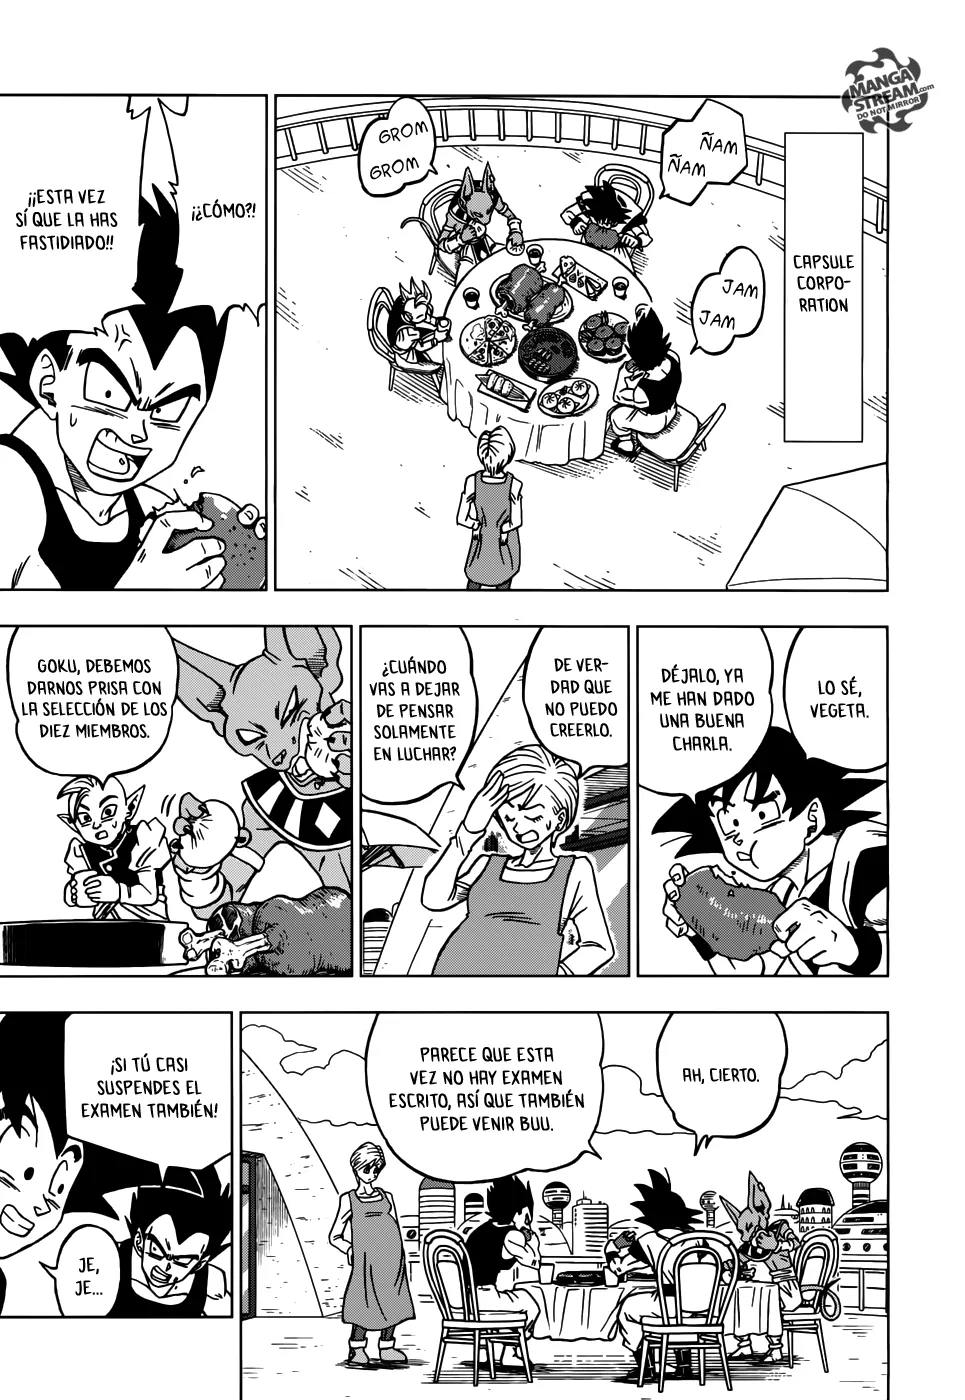 MANGA
STREAM.com
DO NOT MIRROR
CAPSULE
CORPO-
RATION
ÑAM
ÑAM
GROM
GROM
JAM
JAM
¡¿CÓMO?!
¡¡ESTA VEZ
SÍ QUE LA HAS
FASTIDIADO!!
LO SÉ,
VEGETA.
DÉJALO, YA
ME HAN DADO
UNA BUENA
CHARLA.
DE VER-
DAD QUE
NO PUEDO
CREERLO.
¿CUÁNDO
VAS A DEJAR
DE PENSAR
SOLAMENTE
EN LUCHAR?
GOKU, DEBEMOS
DARNOS PRISA CON
LA SELECCIÓN DE LOS
DIEZ MIEMBROS.
AH, CIERTO.
PARECE QUE ESTA
VEZ NO HAY EXAMEN
ESCRITO, ASÍ QUE TAMBIÉN
PUEDE VENIR BUU.
¡SI TÚ CASI
SUSPENDES EL
EXAMEN TAMBIÉN!
JE,
JE...